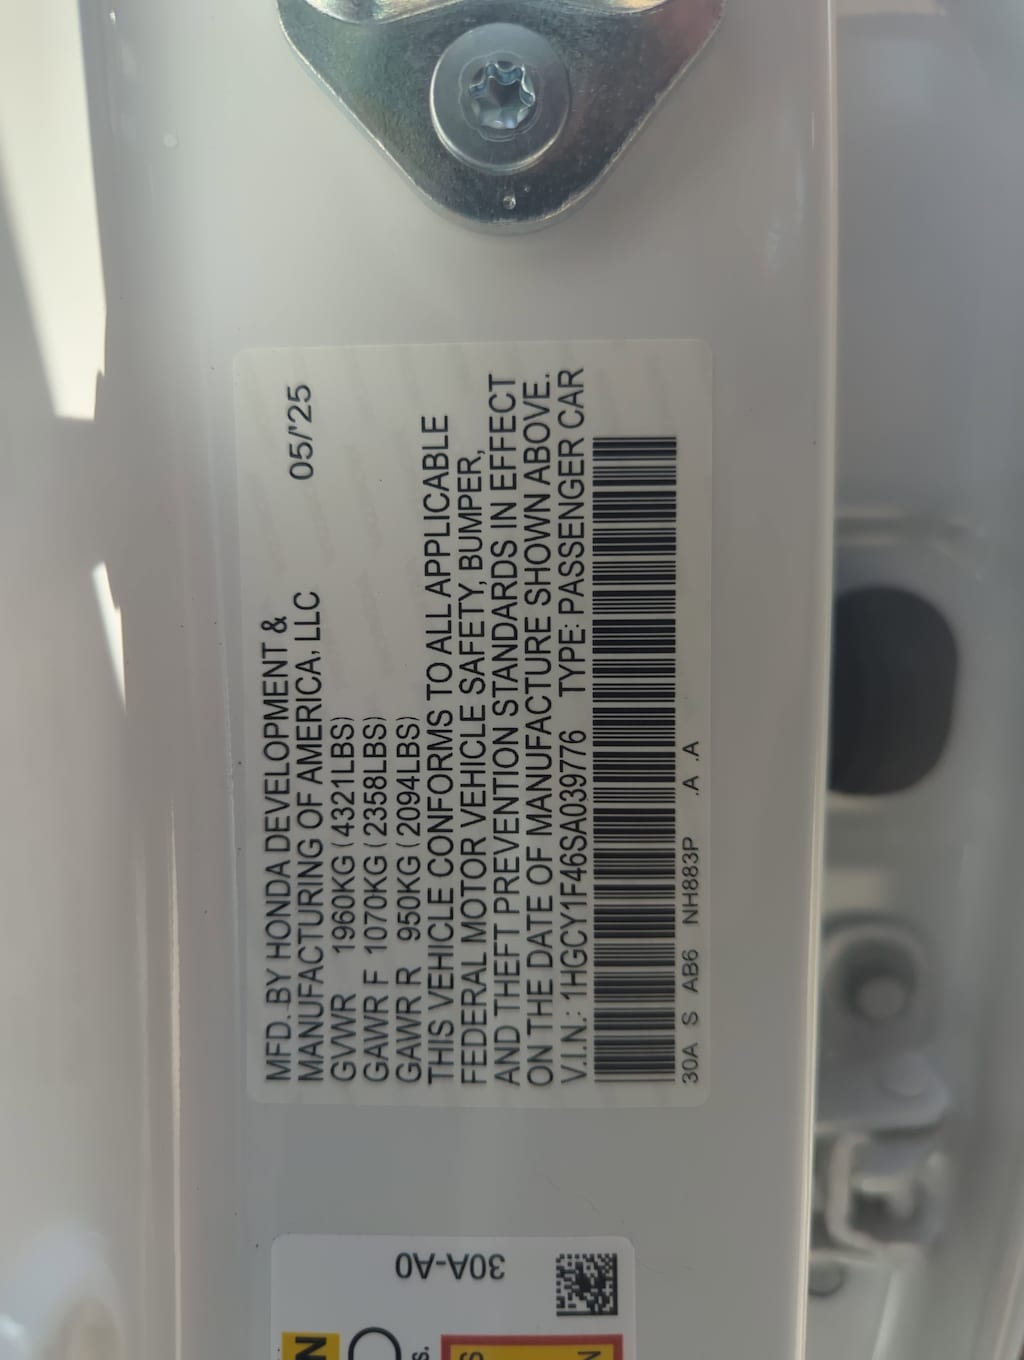 MFD. BY HONDA DEVELOPMENT &
MANUFACTURING OF AMERICA, LLC 05/'25
GVWR 1960KG (4321LBS)
GAWR F 1070KG (2358LBS)
GAWR R 950KG (2094LBS)
THIS VEHICLE CONFORMS TO ALL APPLICABLE
FEDERAL MOTOR VEHICLE SAFETY, BUMPER,
AND THEFT PREVENTION STANDARDS IN EFFECT
ON THE DATE OF MANUFACTURE SHOWN ABOVE.
V.I.N.: 1HGCY1F46SA039776 TYPE: PASSENGER CAR
30A S AB6 NH883P .A .A
30A-A0